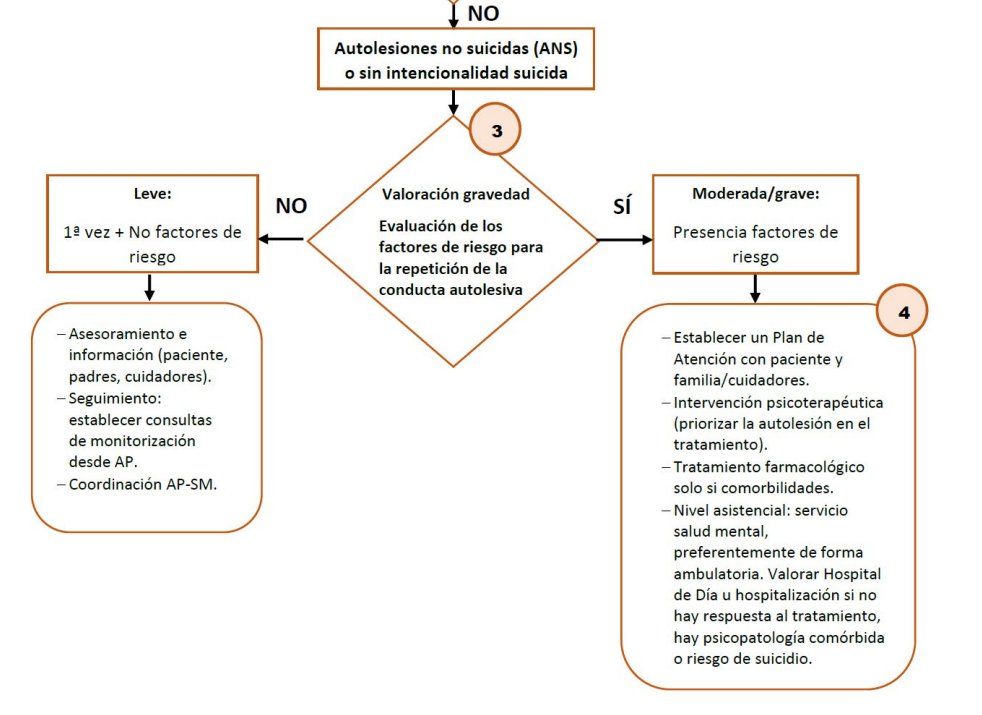 NO
Autolesiones no suicidas (ANS)
o sin intencionalidad suicida
3
Valoración gravedad
Evaluación de los
factores de riesgo para
la repetición de la
conducta autolesiva
NO
Leve:
1ª vez + No factores de
riesgo
– Asesoramiento e
información (paciente,
padres, cuidadores).
– Seguimiento:
establecer consultas
de monitorización
desde AP.
– Coordinación AP-SM.
SÍ
Moderada/grave:
Presencia factores de
riesgo
4
– Establecer un Plan de
Atención con paciente y
familia/cuidadores.
– Intervención psicoterapéutica
(priorizar la autolesión en el
tratamiento).
– Tratamiento farmacológico
solo si comorbilidades.
– Nivel asistencial: servicio
salud mental,
preferentemente de forma
ambulatoria. Valorar Hospital
de Día u hospitalización si no
hay respuesta al tratamiento,
hay psicopatología comórbida
o riesgo de suicidio.